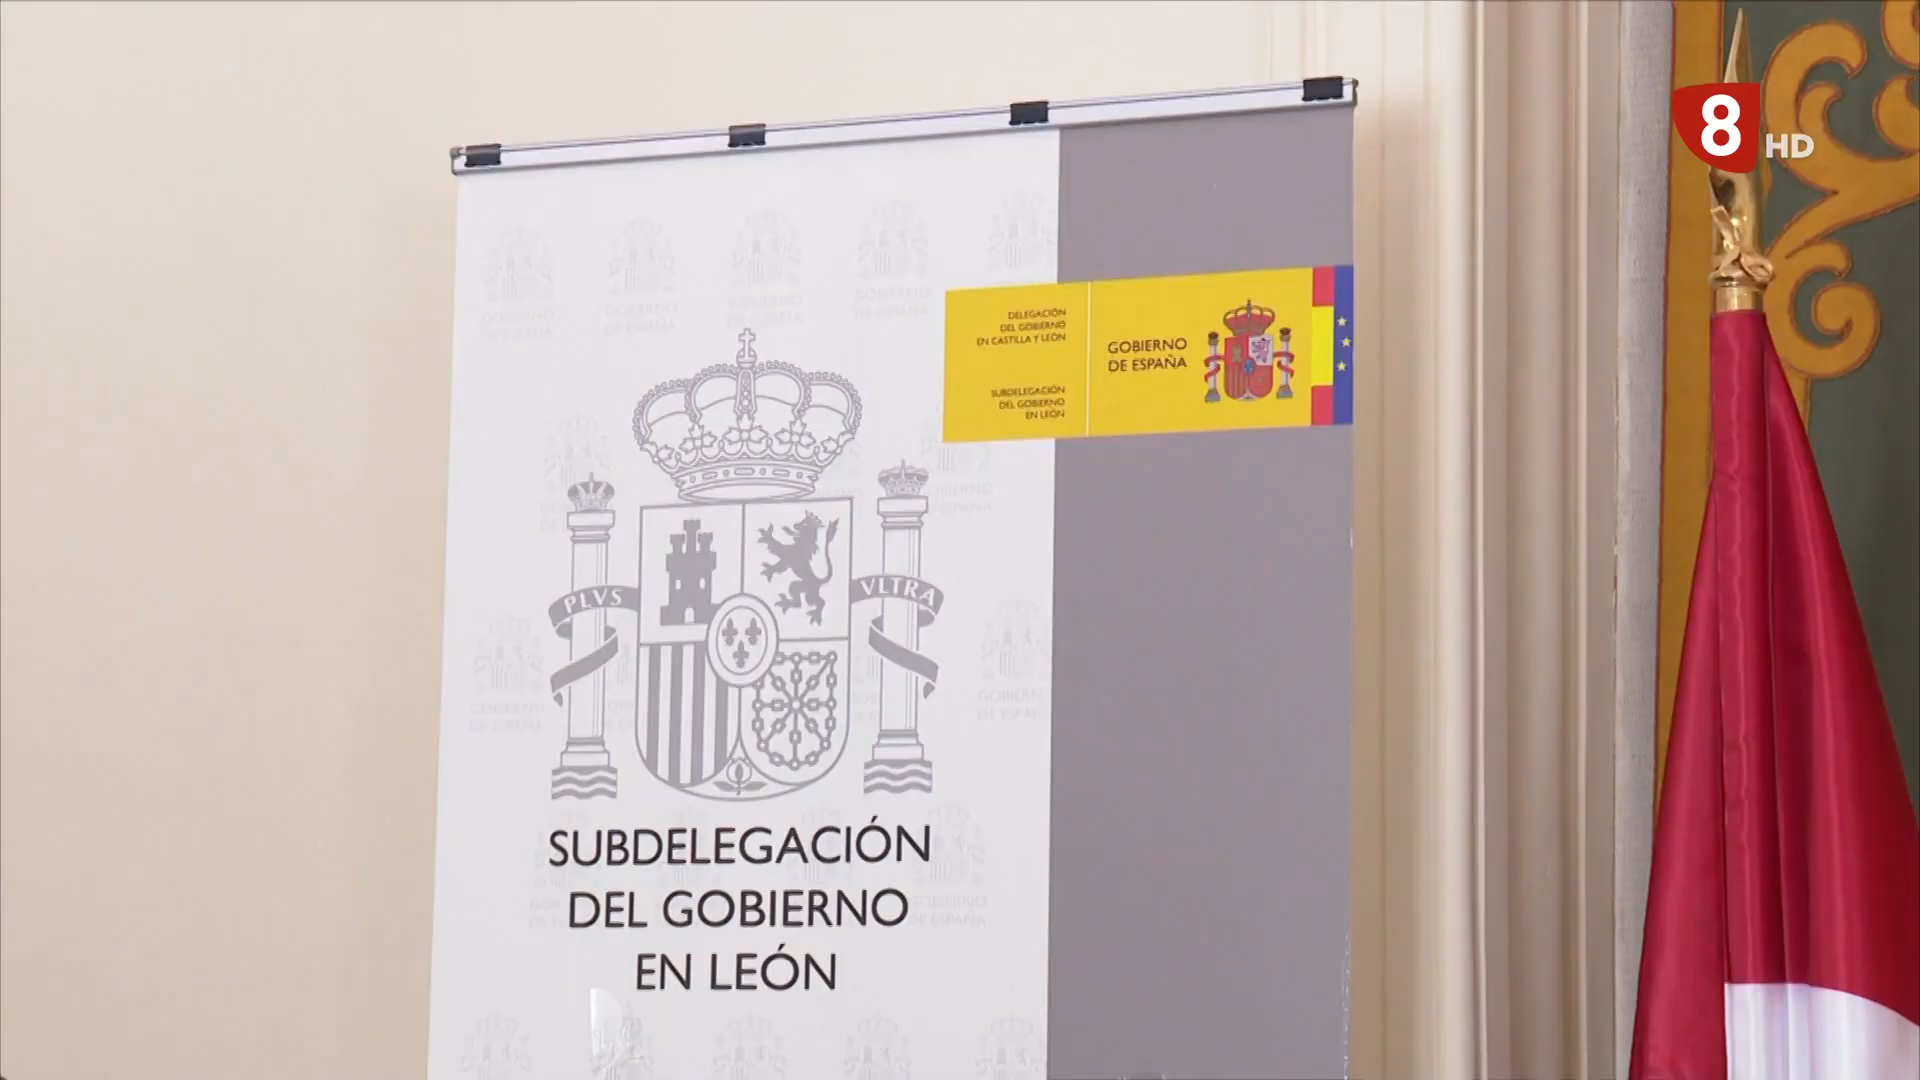 8 HD
DELEGACIÓN
DEL GOBIERNO
EN CASTILLA Y LEÓN
SUBDELEGACIÓN
DEL GOBIERNO
EN LEÓN
GOBIERNO
DE ESPAÑA
PLVS VLTRA
SUBDELEGACIÓN
DEL GOBIERNO
EN LEÓN